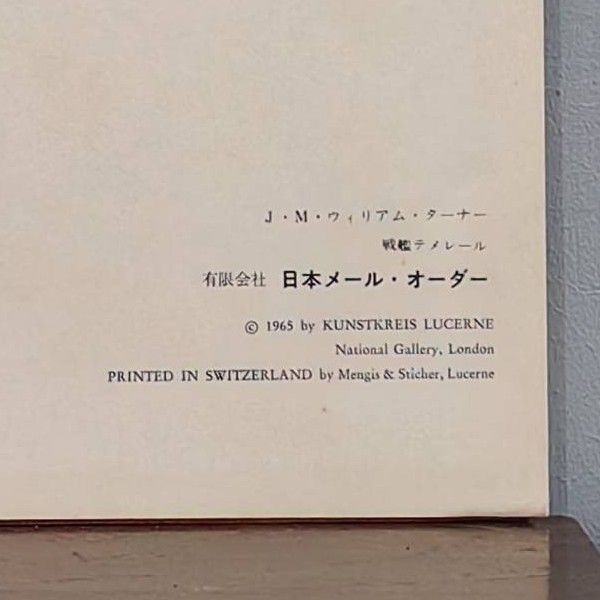 J・M・ウィリアム・ターナー
戦艦テメレール
有限会社 日本メール・オーダー
© 1965 by KUNSTKREIS LUCERNE
National Gallery, London
PRINTED IN SWITZERLAND by Mengis & Sticher, Lucerne